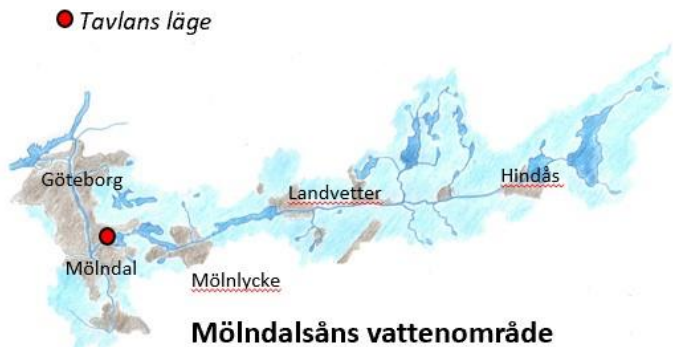 Tavlans läge
Göteborg
Landvetter
Hindås
Mölndal
Mölnlycke
Mölndalsåns vattenområde